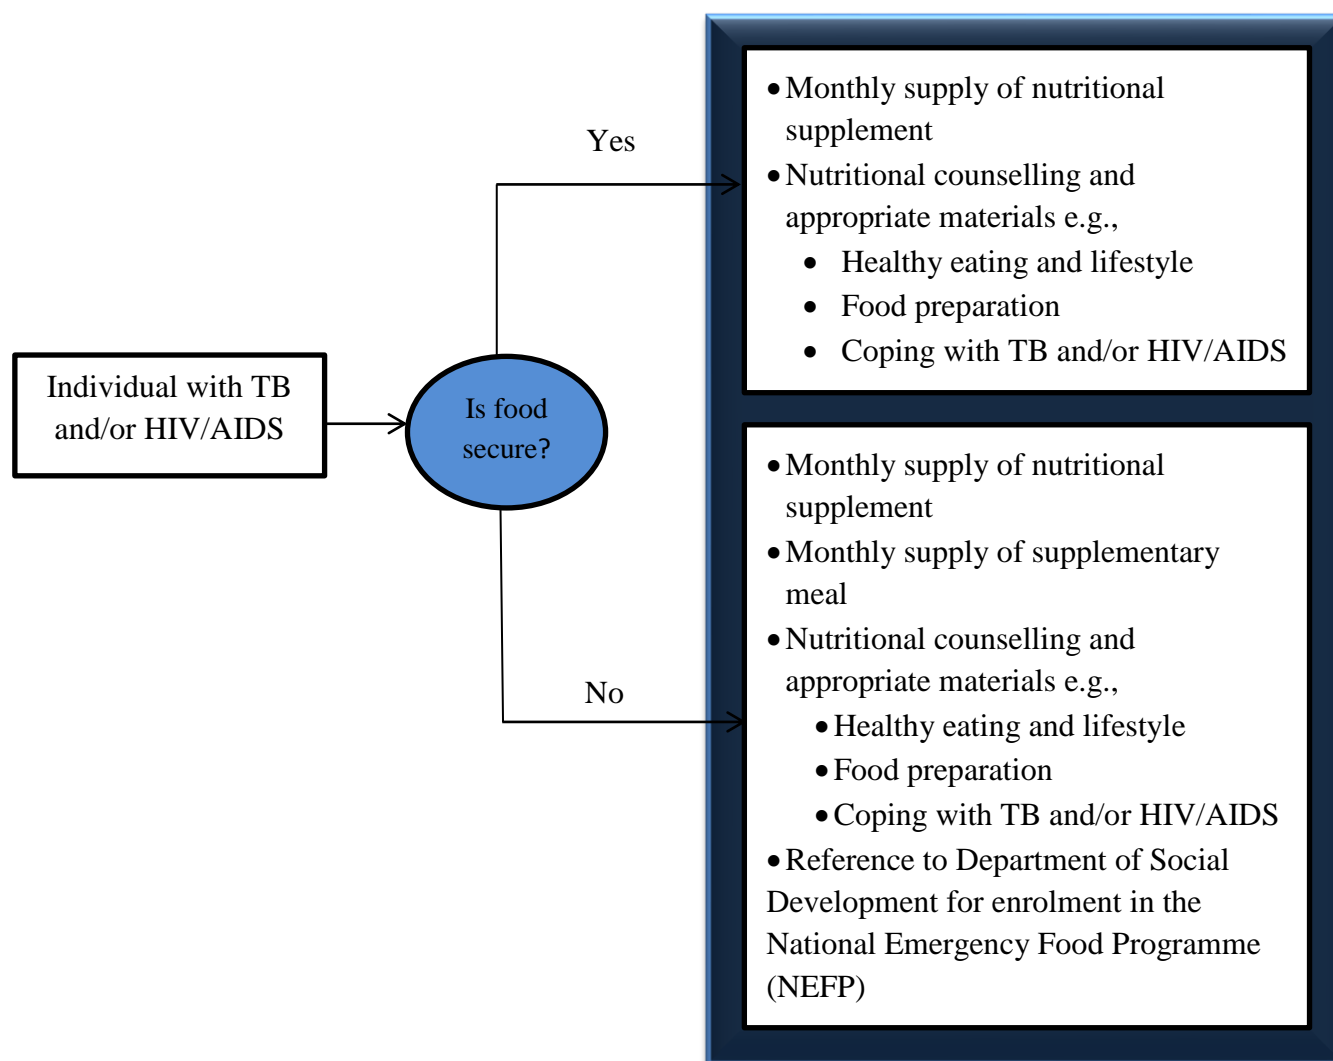 Individual with TB
and/or HIV/AIDS
Is food
secure?
Yes
• Monthly supply of nutritional
supplement
• Nutritional counselling and
appropriate materials e.g.,
• Healthy eating and lifestyle
• Food preparation
• Coping with TB and/or HIV/AIDS
No
• Monthly supply of nutritional
supplement
• Monthly supply of supplementary
meal
• Nutritional counselling and
appropriate materials e.g.,
• Healthy eating and lifestyle
• Food preparation
• Coping with TB and/or HIV/AIDS
• Reference to Department of Social
Development for enrolment in the
National Emergency Food Programme
(NEFP)